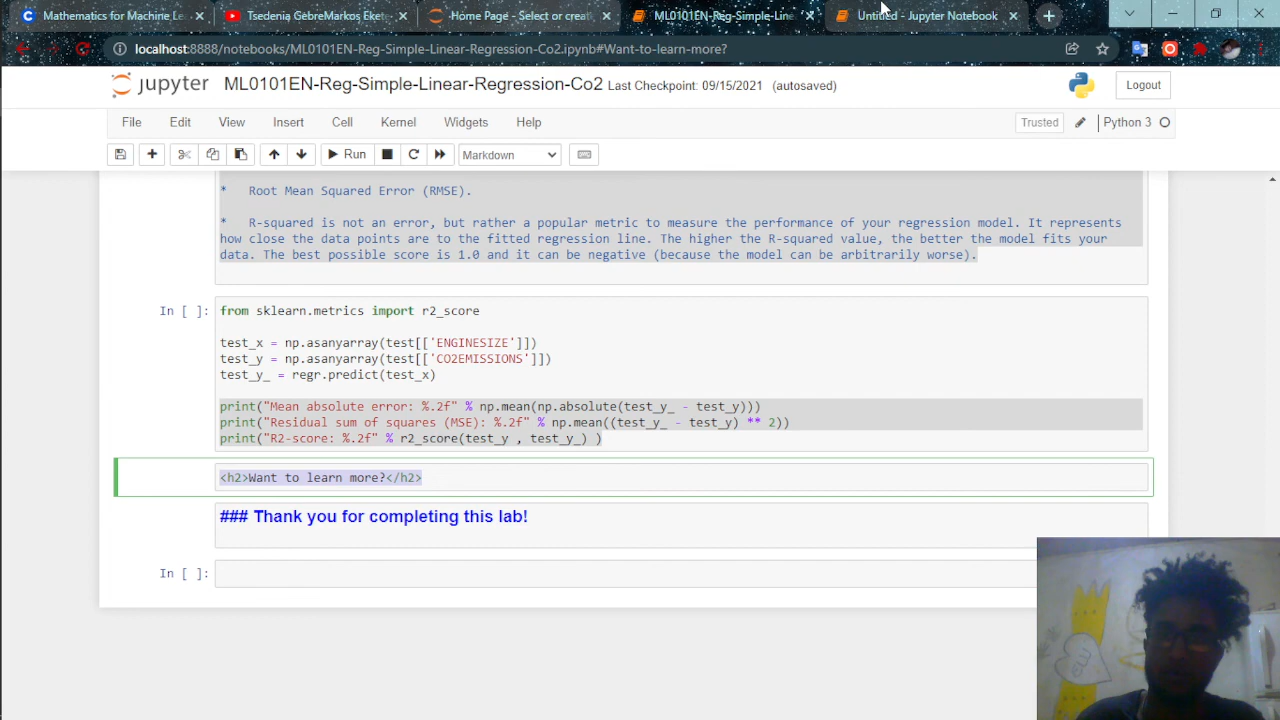 Mathematics for Machine Le
Tsedenia GebreMarkos Eket
Home Page - Select or creat
ML0101EN-Reg-Simple-Line
Untitled - Jupyter Notebook
localhost:8888/notebooks/ML0101EN-Reg-Simple-Linear-Regression-Co2.ipynb#Want-to-learn-more?
jupyter ML0101EN-Reg-Simple-Linear-Regression-Co2 Last Checkpoint: 09/15/2021 (autosaved)
Logout
File Edit View Insert Cell Kernel Widgets Help
Trusted
Python 3
Run
Markdown
* Root Mean Squared Error (RMSE).
* R-squared is not an error, but rather a popular metric to measure the performance of your regression model. It represents
how close the data points are to the fitted regression line. The higher the R-squared value, the better the model fits your
data. The best possible score is 1.0 and it can be negative (because the model can be arbitrarily worse).
In [ ]: from sklearn.metrics import r2_score
test_x = np.asanyarray(test[['ENGINESIZE']])
test_y = np.asanyarray(test[['CO2EMISSIONS']])
test_y_ = regr.predict(test_x)
print("Mean absolute error: %.2f" % np.mean(np.absolute(test_y_ - test_y)))
print("Residual sum of squares (MSE): %.2f" % np.mean((test_y_ - test_y) ** 2))
print("R2-score: %.2f" % r2_score(test_y , test_y_) )
<h2>Want to learn more?</h2>
### Thank you for completing this lab!
In [ ]: